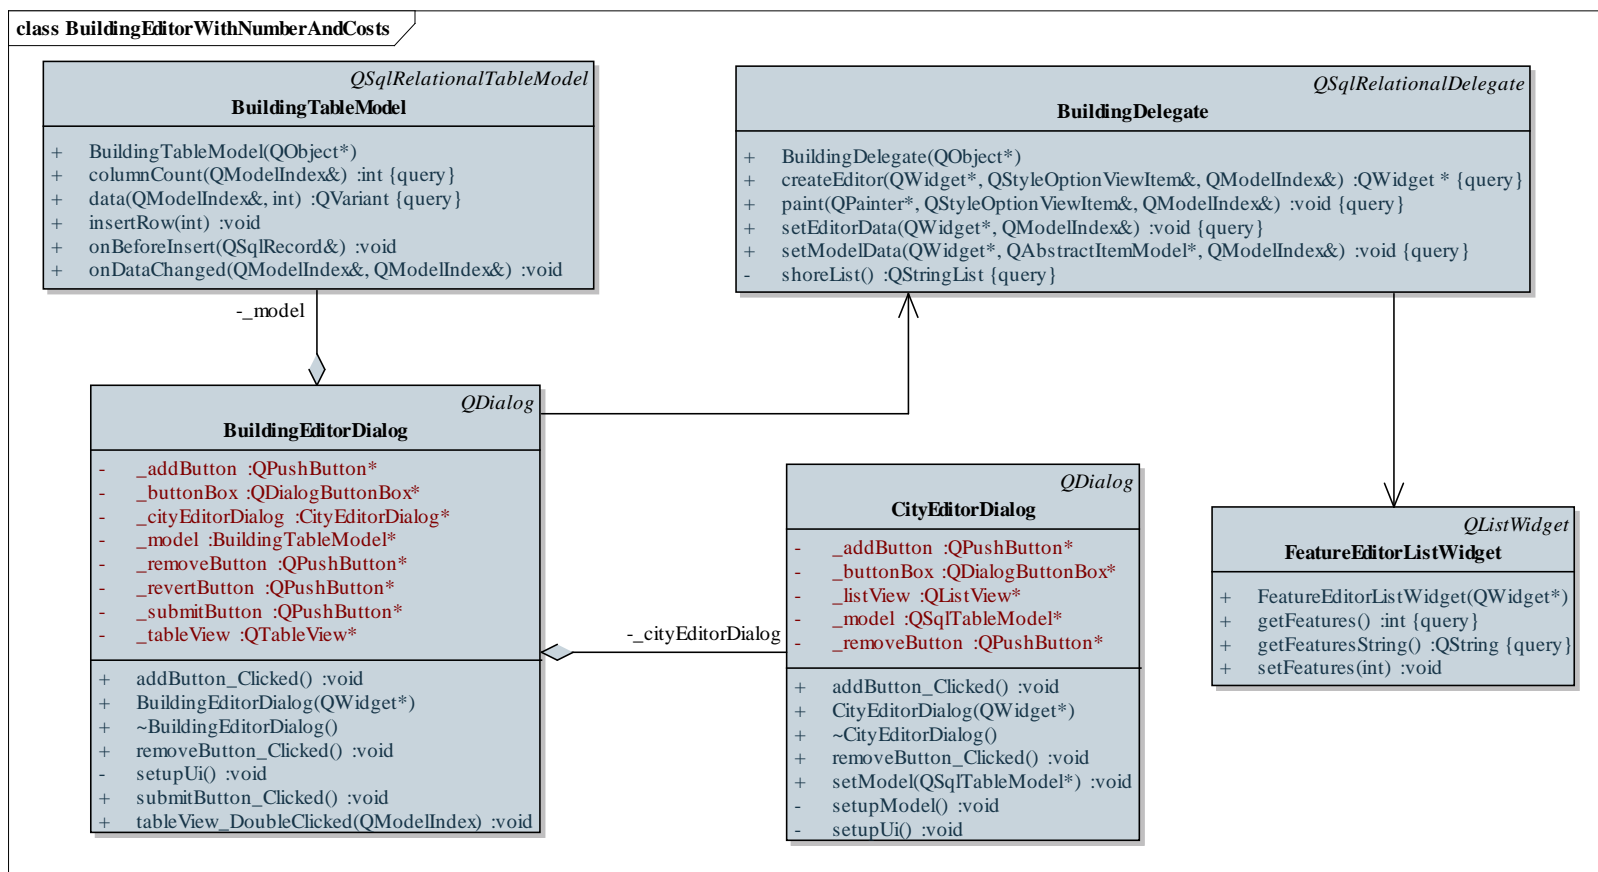 class BuildingEditorWithNumberAndCosts
QSqlRelationalTableModel
BuildingTableModel
+ BuildingTableModel(QObject*)
+ columnCount(QModelIndex&) :int {query}
+ data(QModelIndex&, int) :QVariant {query}
+ insertRow(int) :void
+ onBeforeInsert(QSqlRecord&) :void
+ onDataChanged(QModelIndex&, QModelIndex&) :void
QSqlRelationalDelegate
BuildingDelegate
+ BuildingDelegate(QObject*)
+ createEditor(QWidget*, QStyleOptionViewItem&, QModelIndex&) :QWidget * {query}
+ paint(QPainter*, QStyleOptionViewItem&, QModelIndex&) :void {query}
+ setEditorData(QWidget*, QModelIndex&) :void {query}
+ setModelData(QWidget*, QAbstractItemModel*, QModelIndex&) :void {query}
- shoreList() :QStringList {query}
-_model
QDialog
BuildingEditorDialog
- _addButton :QPushButton*
- _buttonBox :QDialogButtonBox*
- _cityEditorDialog :CityEditorDialog*
- _model :BuildingTableModel*
- _removeButton :QPushButton*
- _revertButton :QPushButton*
- _submitButton :QPushButton*
- _tableView :QTableView*
+ addButton_Clicked() :void
+ BuildingEditorDialog(QWidget*)
+ ~BuildingEditorDialog()
+ removeButton_Clicked() :void
- setupUi() :void
+ submitButton_Clicked() :void
+ tableView_DoubleClicked(QModelIndex) :void
-_cityEditorDialog
QDialog
CityEditorDialog
- _addButton :QPushButton*
- _buttonBox :QDialogButtonBox*
- _listView :QListView*
- _model :QSqlTableModel*
- _removeButton :QPushButton*
+ addButton_Clicked() :void
+ CityEditorDialog(QWidget*)
+ ~CityEditorDialog()
+ removeButton_Clicked() :void
+ setModel(QSqlTableModel*) :void
- setupModel() :void
- setupUi() :void
QListWidget
FeatureEditorListWidget
+ FeatureEditorListWidget(QWidget*)
+ getFeatures() :int {query}
+ getFeaturesString() :QString {query}
+ setFeatures(int) :void